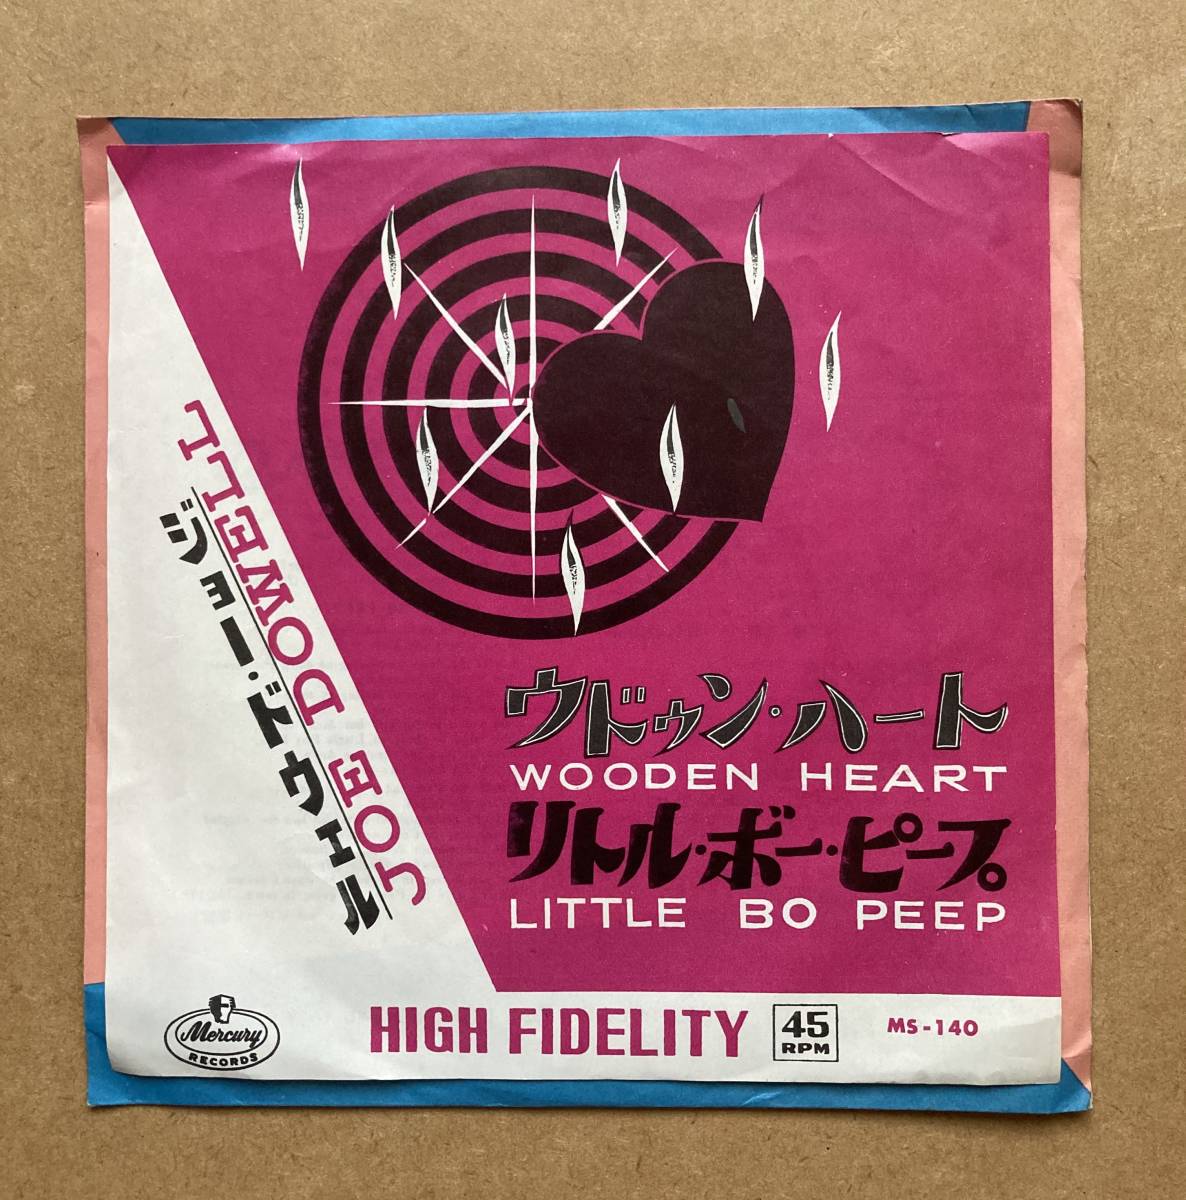 JOE DOWELL
ジョー・ドウェル
ウドゥン・ハート
WOODEN HEART
リトル・ボー・ピープ
LITTLE BO PEEP
Mercury
RECORDS
HIGH FIDELITY
45
RPM
MS-140